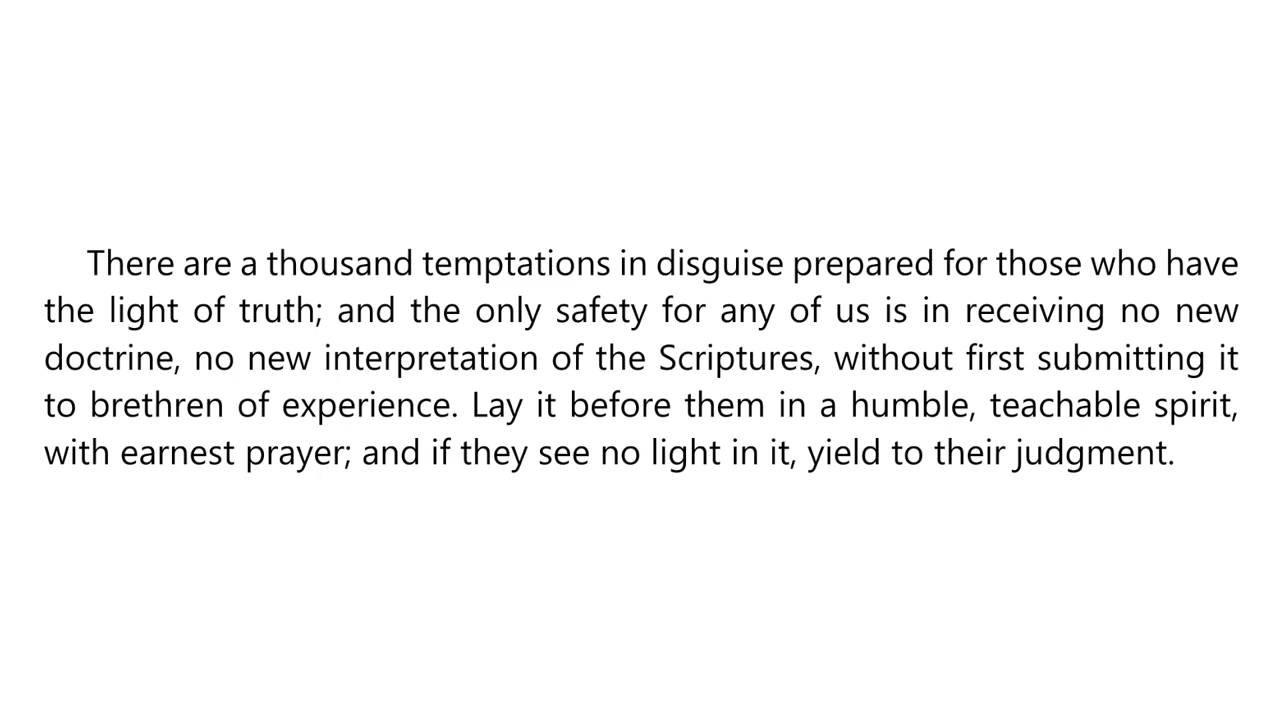 There are a thousand temptations in disguise prepared for those who have
the light of truth; and the only safety for any of us is in receiving no new
doctrine, no new interpretation of the Scriptures, without first submitting it
to brethren of experience. Lay it before them in a humble, teachable spirit,
with earnest prayer; and if they see no light in it, yield to their judgment.